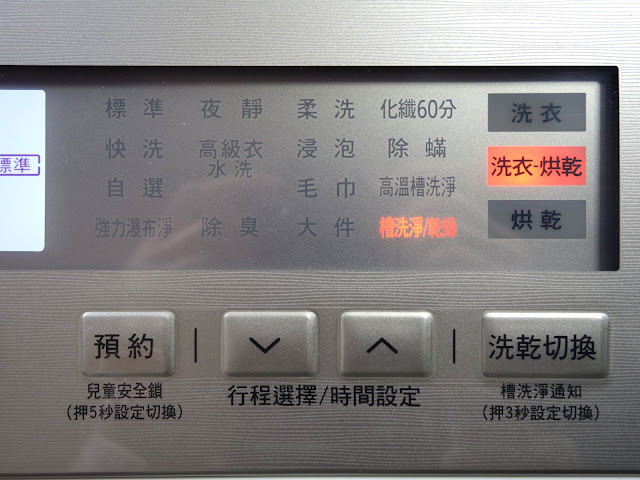 標準 夜靜 柔洗 化纖60分 洗衣
快洗 高級衣水洗 浸泡 除蟎 洗衣-烘乾
標準
自選 毛巾 高溫槽洗淨
強力瀑布淨 除臭 大件 槽洗淨/乾燥 烘乾
預約 洗乾切換
兒童安全鎖 行程選擇/時間設定 槽洗淨通知
(押5秒設定切換) (押3秒設定切換)